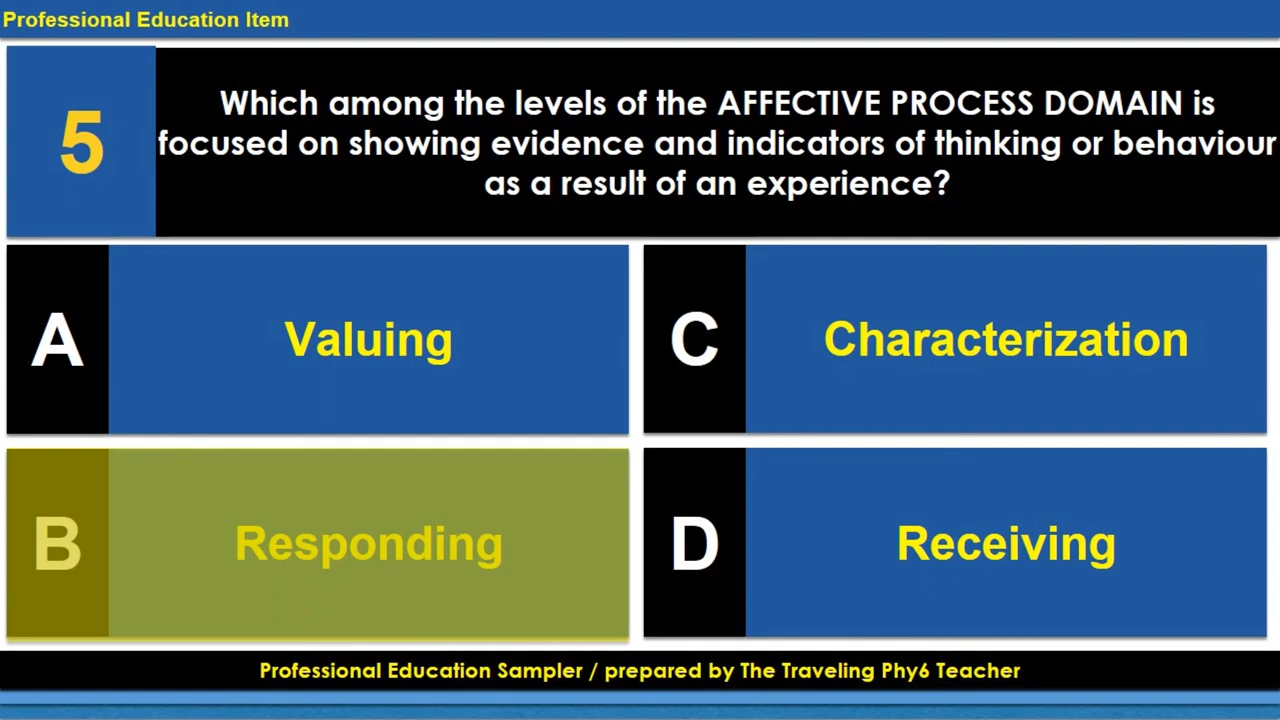 Professional Education Item
5
Which among the levels of the AFFECTIVE PROCESS DOMAIN is
focused on showing evidence and indicators of thinking or behaviour
as a result of an experience?
A
Valuing
C
Characterization
B
Responding
D
Receiving
Professional Education Sampler / prepared by The Traveling Phy6 Teacher